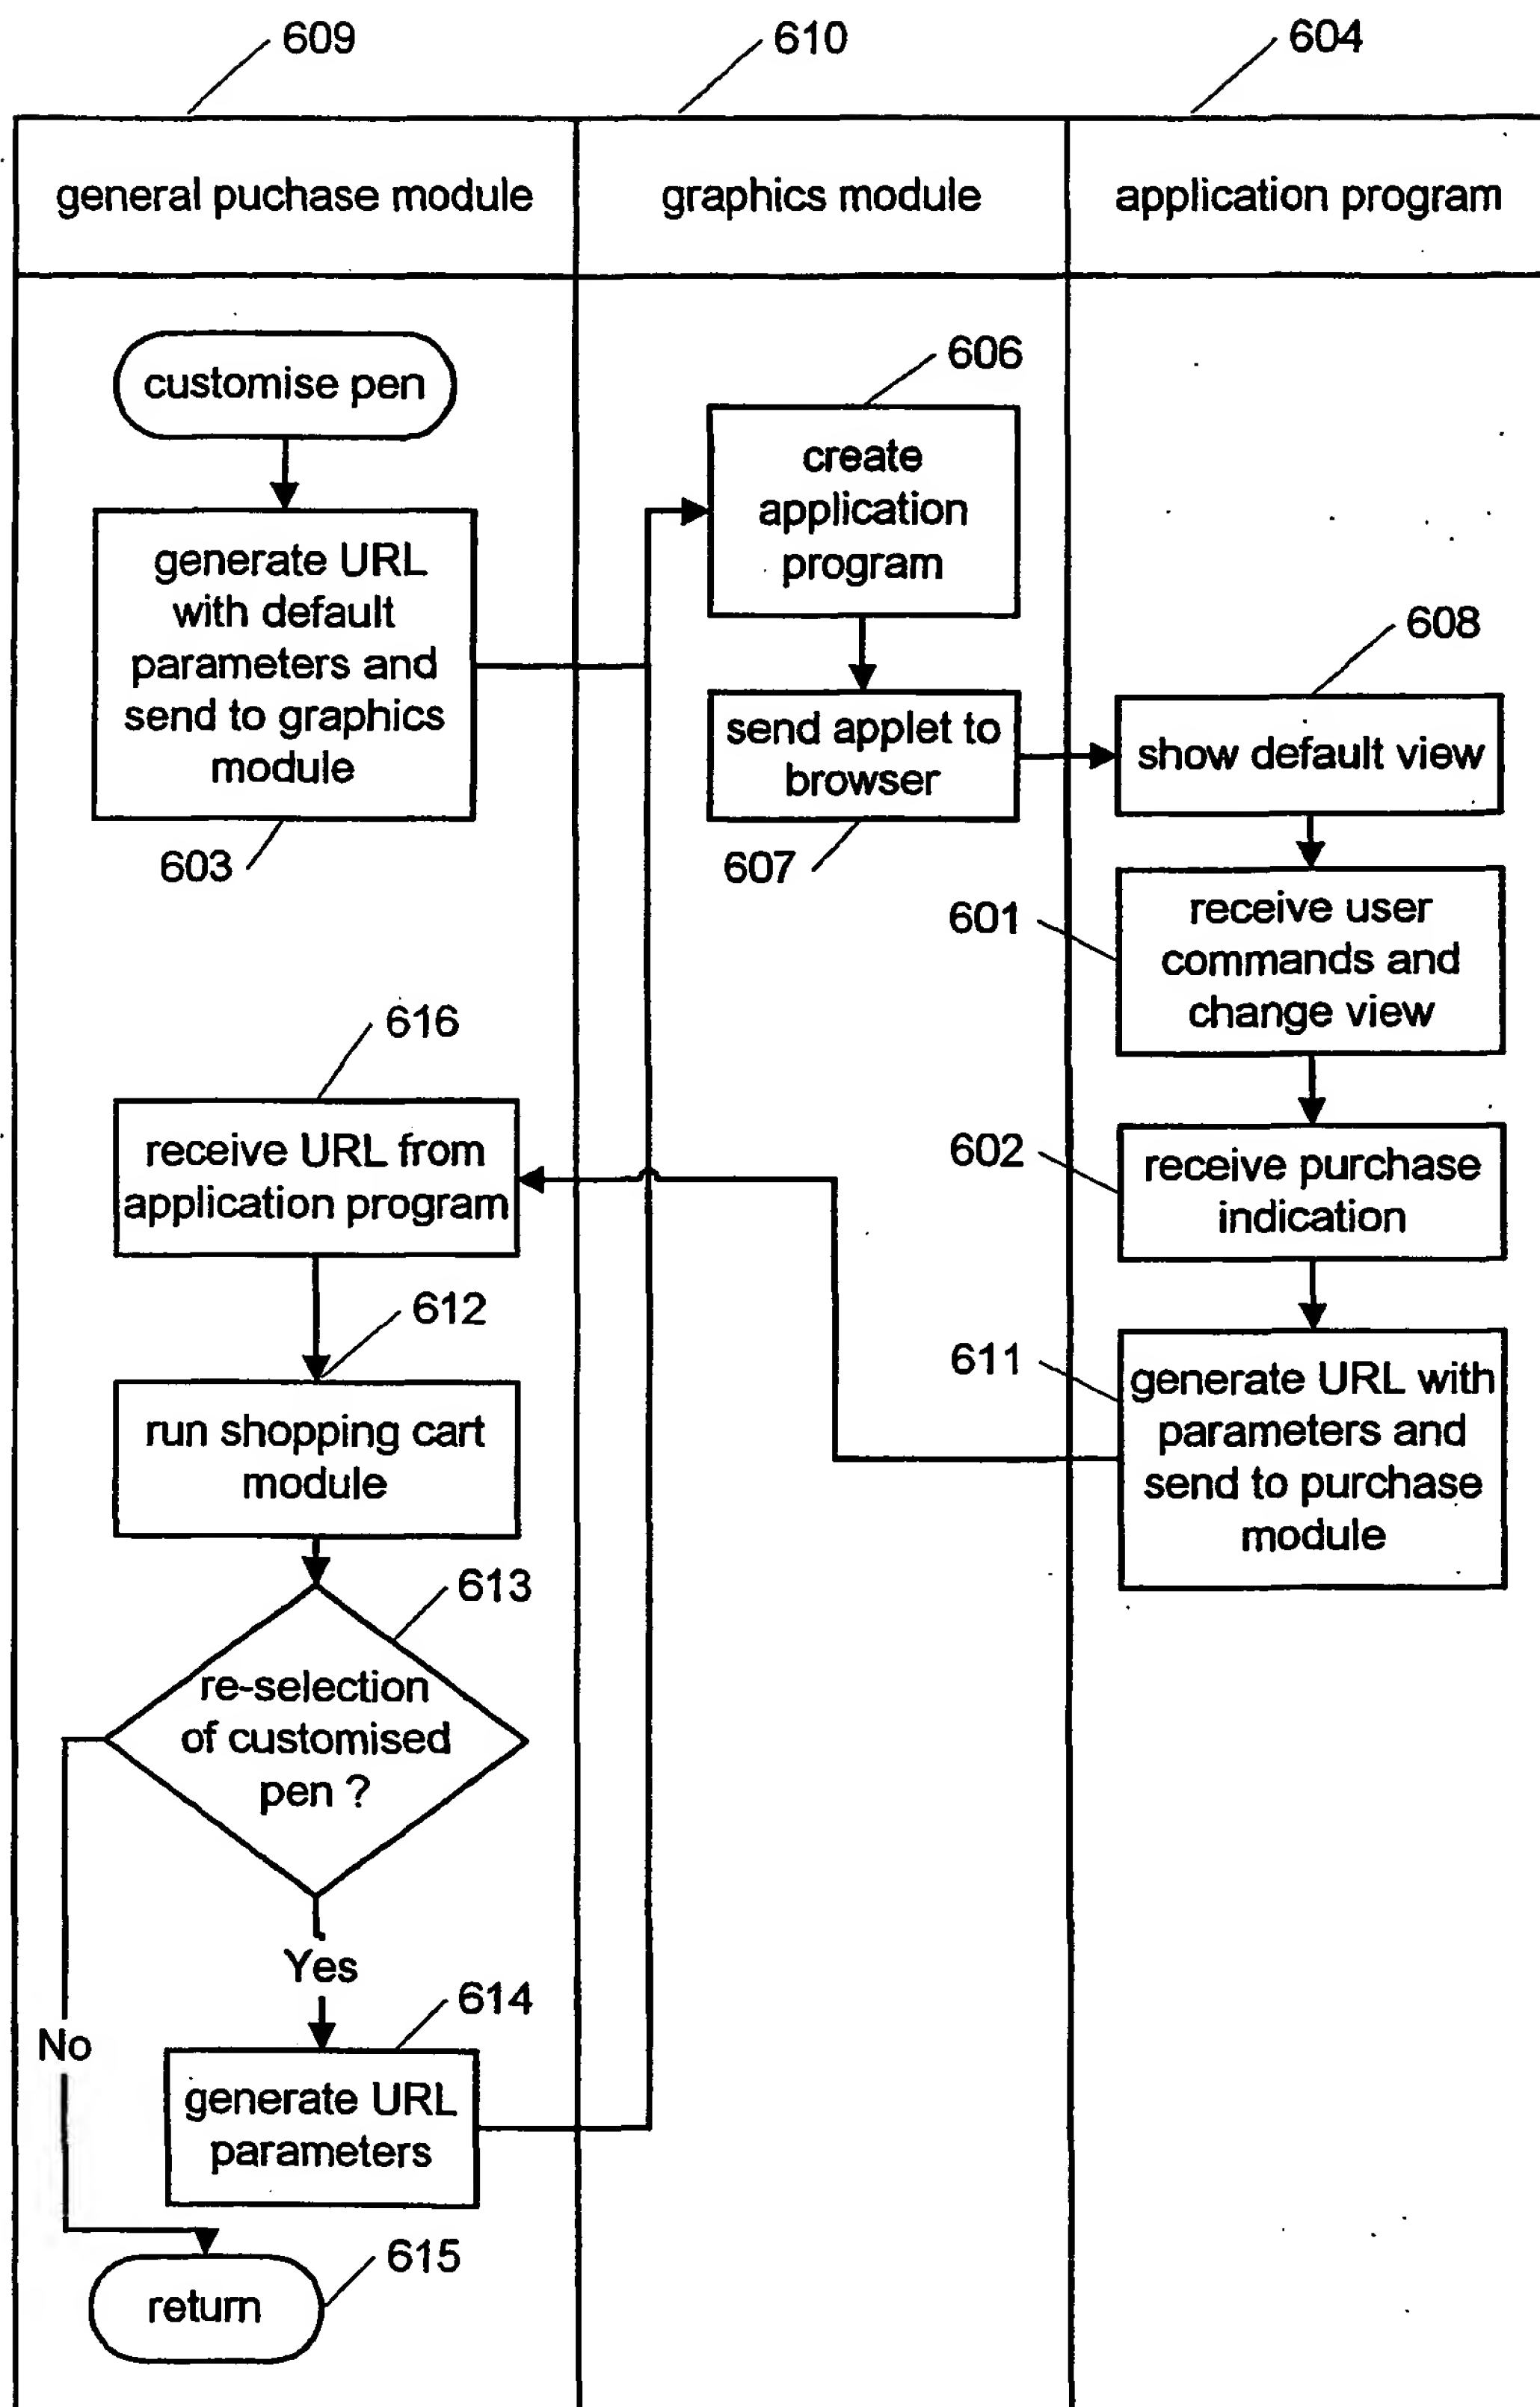 609
610
604
general puchase module
graphics module
application program
customise pen
generate URL
with default
parameters and
send to graphics
module
603
606
create
application
program
send applet to
browser
607
608
show default view
601
receive user
commands and
change view
602
receive purchase
indication
611
generate URL with
parameters and
send to purchase
module
616
receive URL from
application program
612
run shopping cart
module
613
re-selection
of customised
pen ?
Yes
No
614
generate URL
parameters
615
return